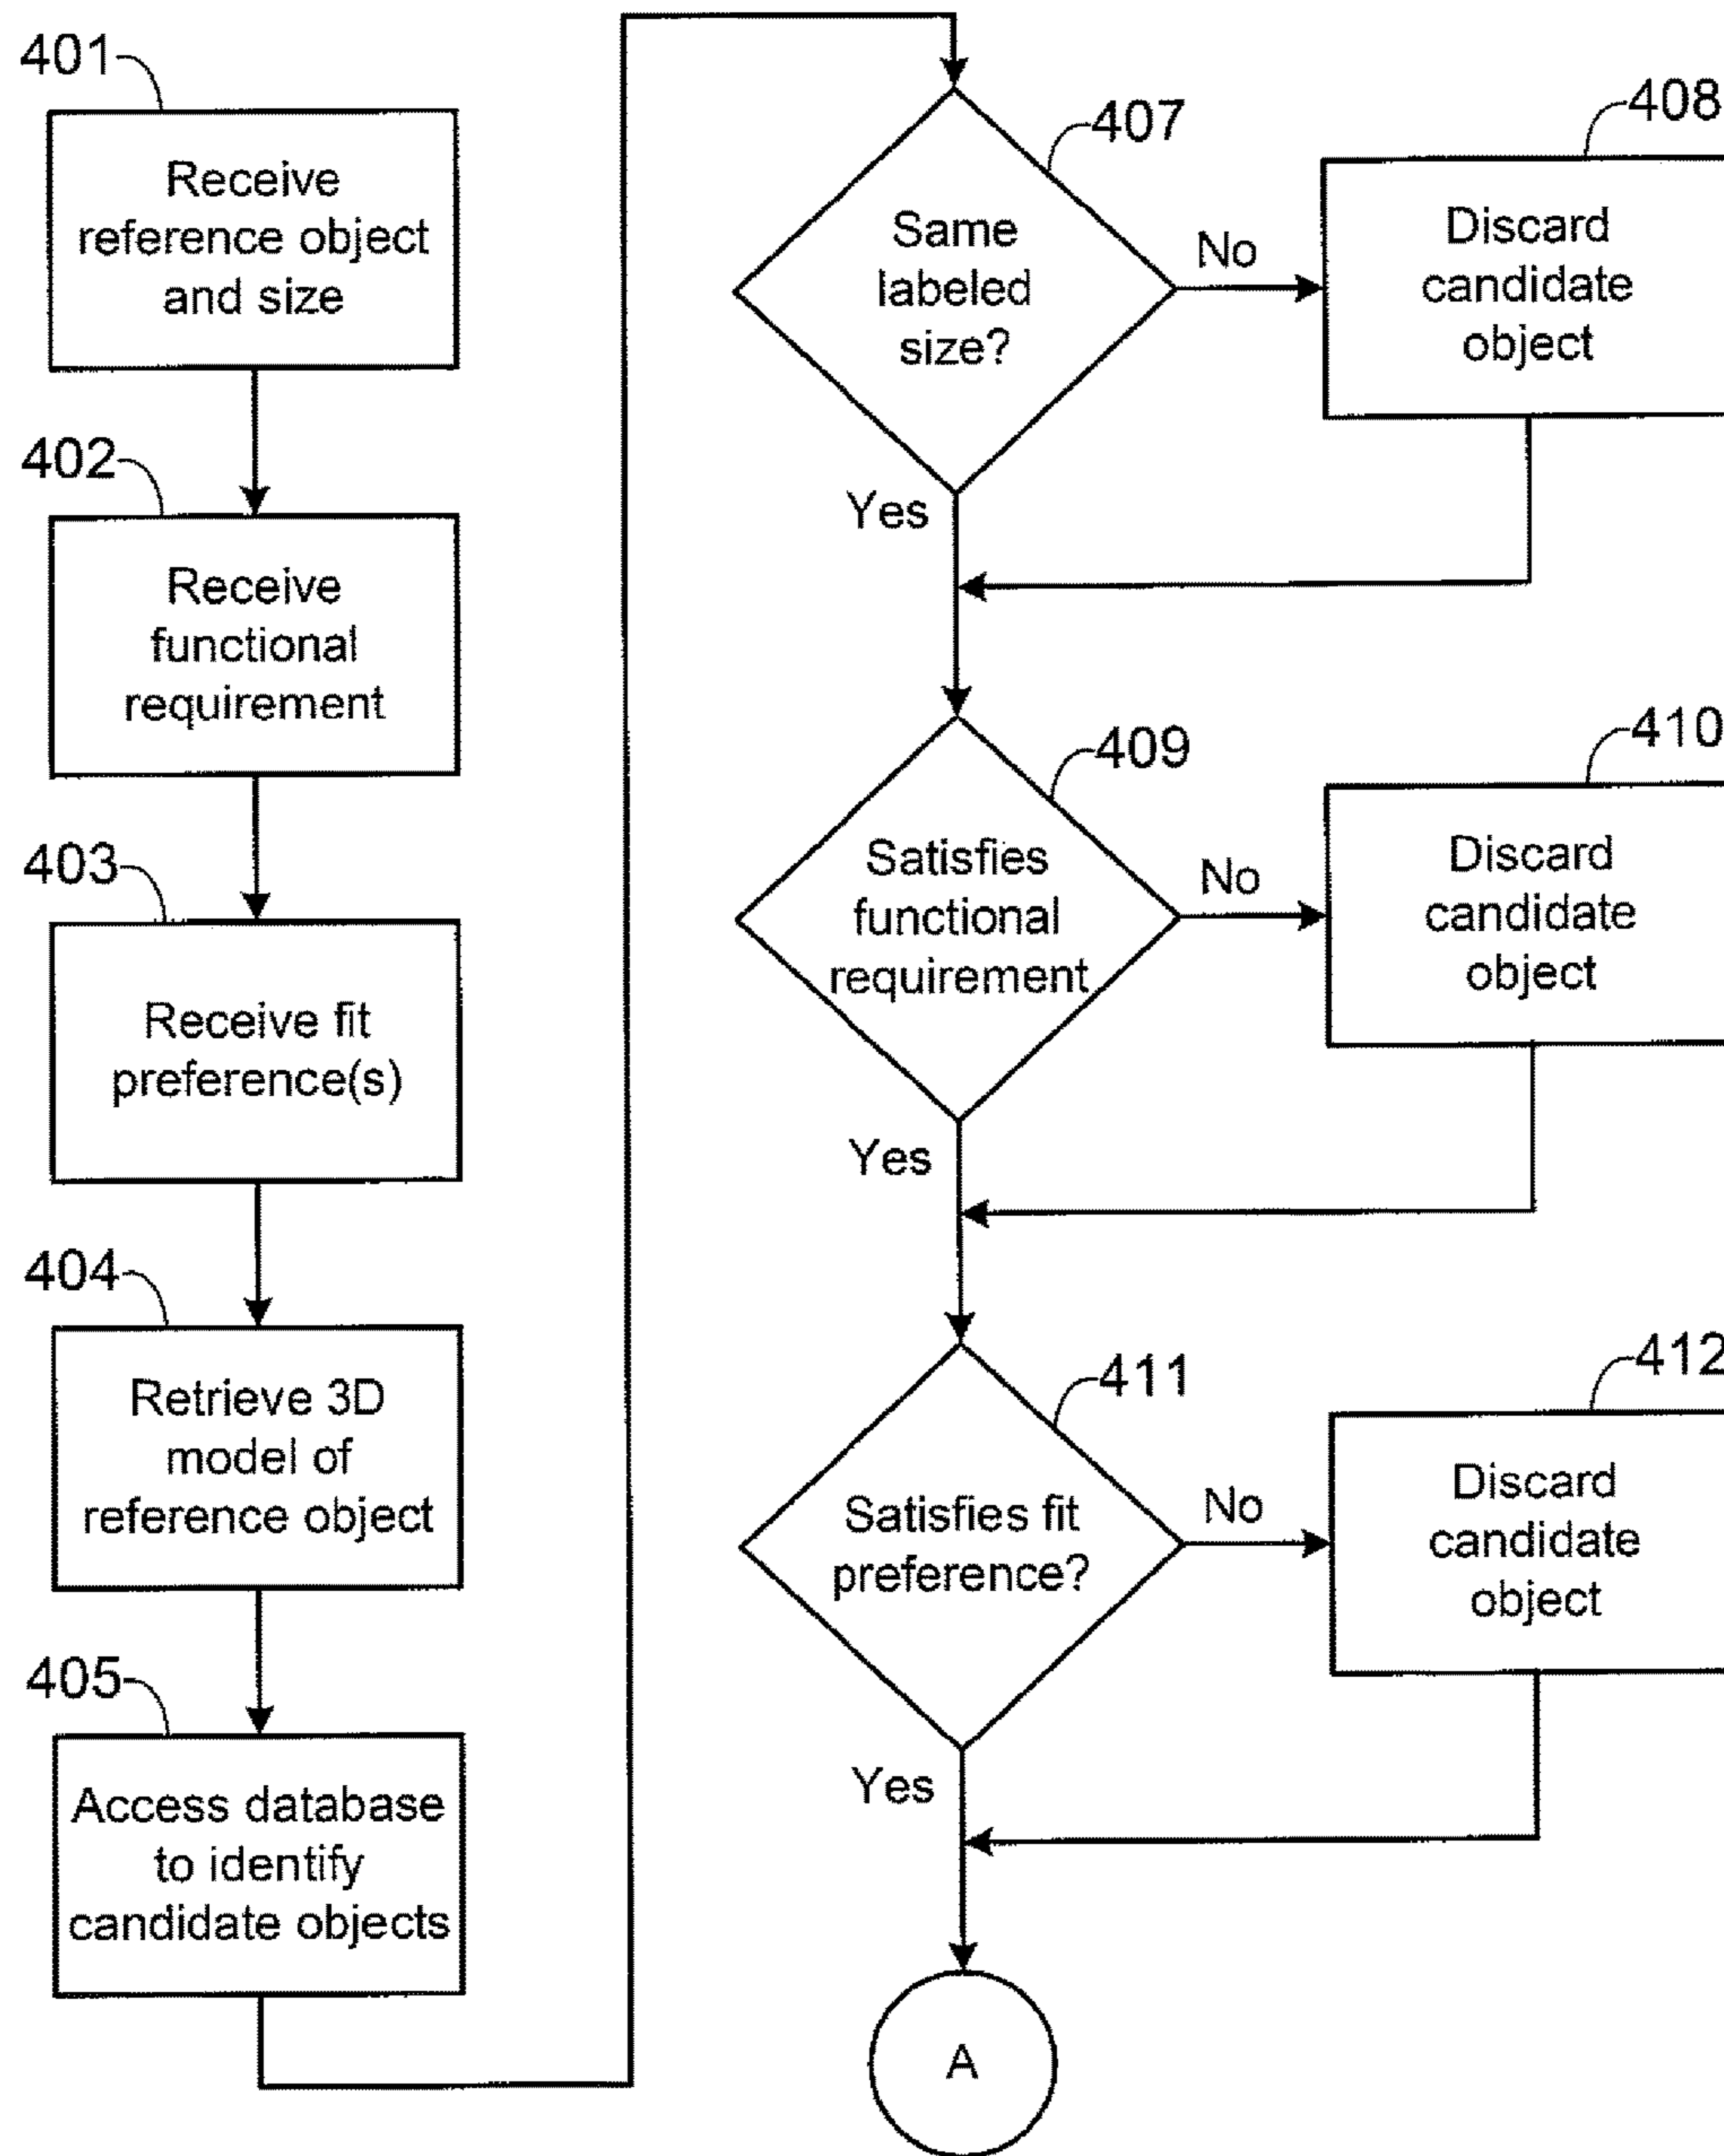 401
Receive
reference object
and size
402
Receive
functional
requirement
403
Receive fit
preference(s)
404
Retrieve 3D
model of
reference object
405
Access database
to identify
candidate objects
407
Same
labeled
size?
No
Yes
408
Discard
candidate
object
409
Satisfies
functional
requirement
No
Yes
410
Discard
candidate
object
411
Satisfies fit
preference?
No
Yes
412
Discard
candidate
object
A